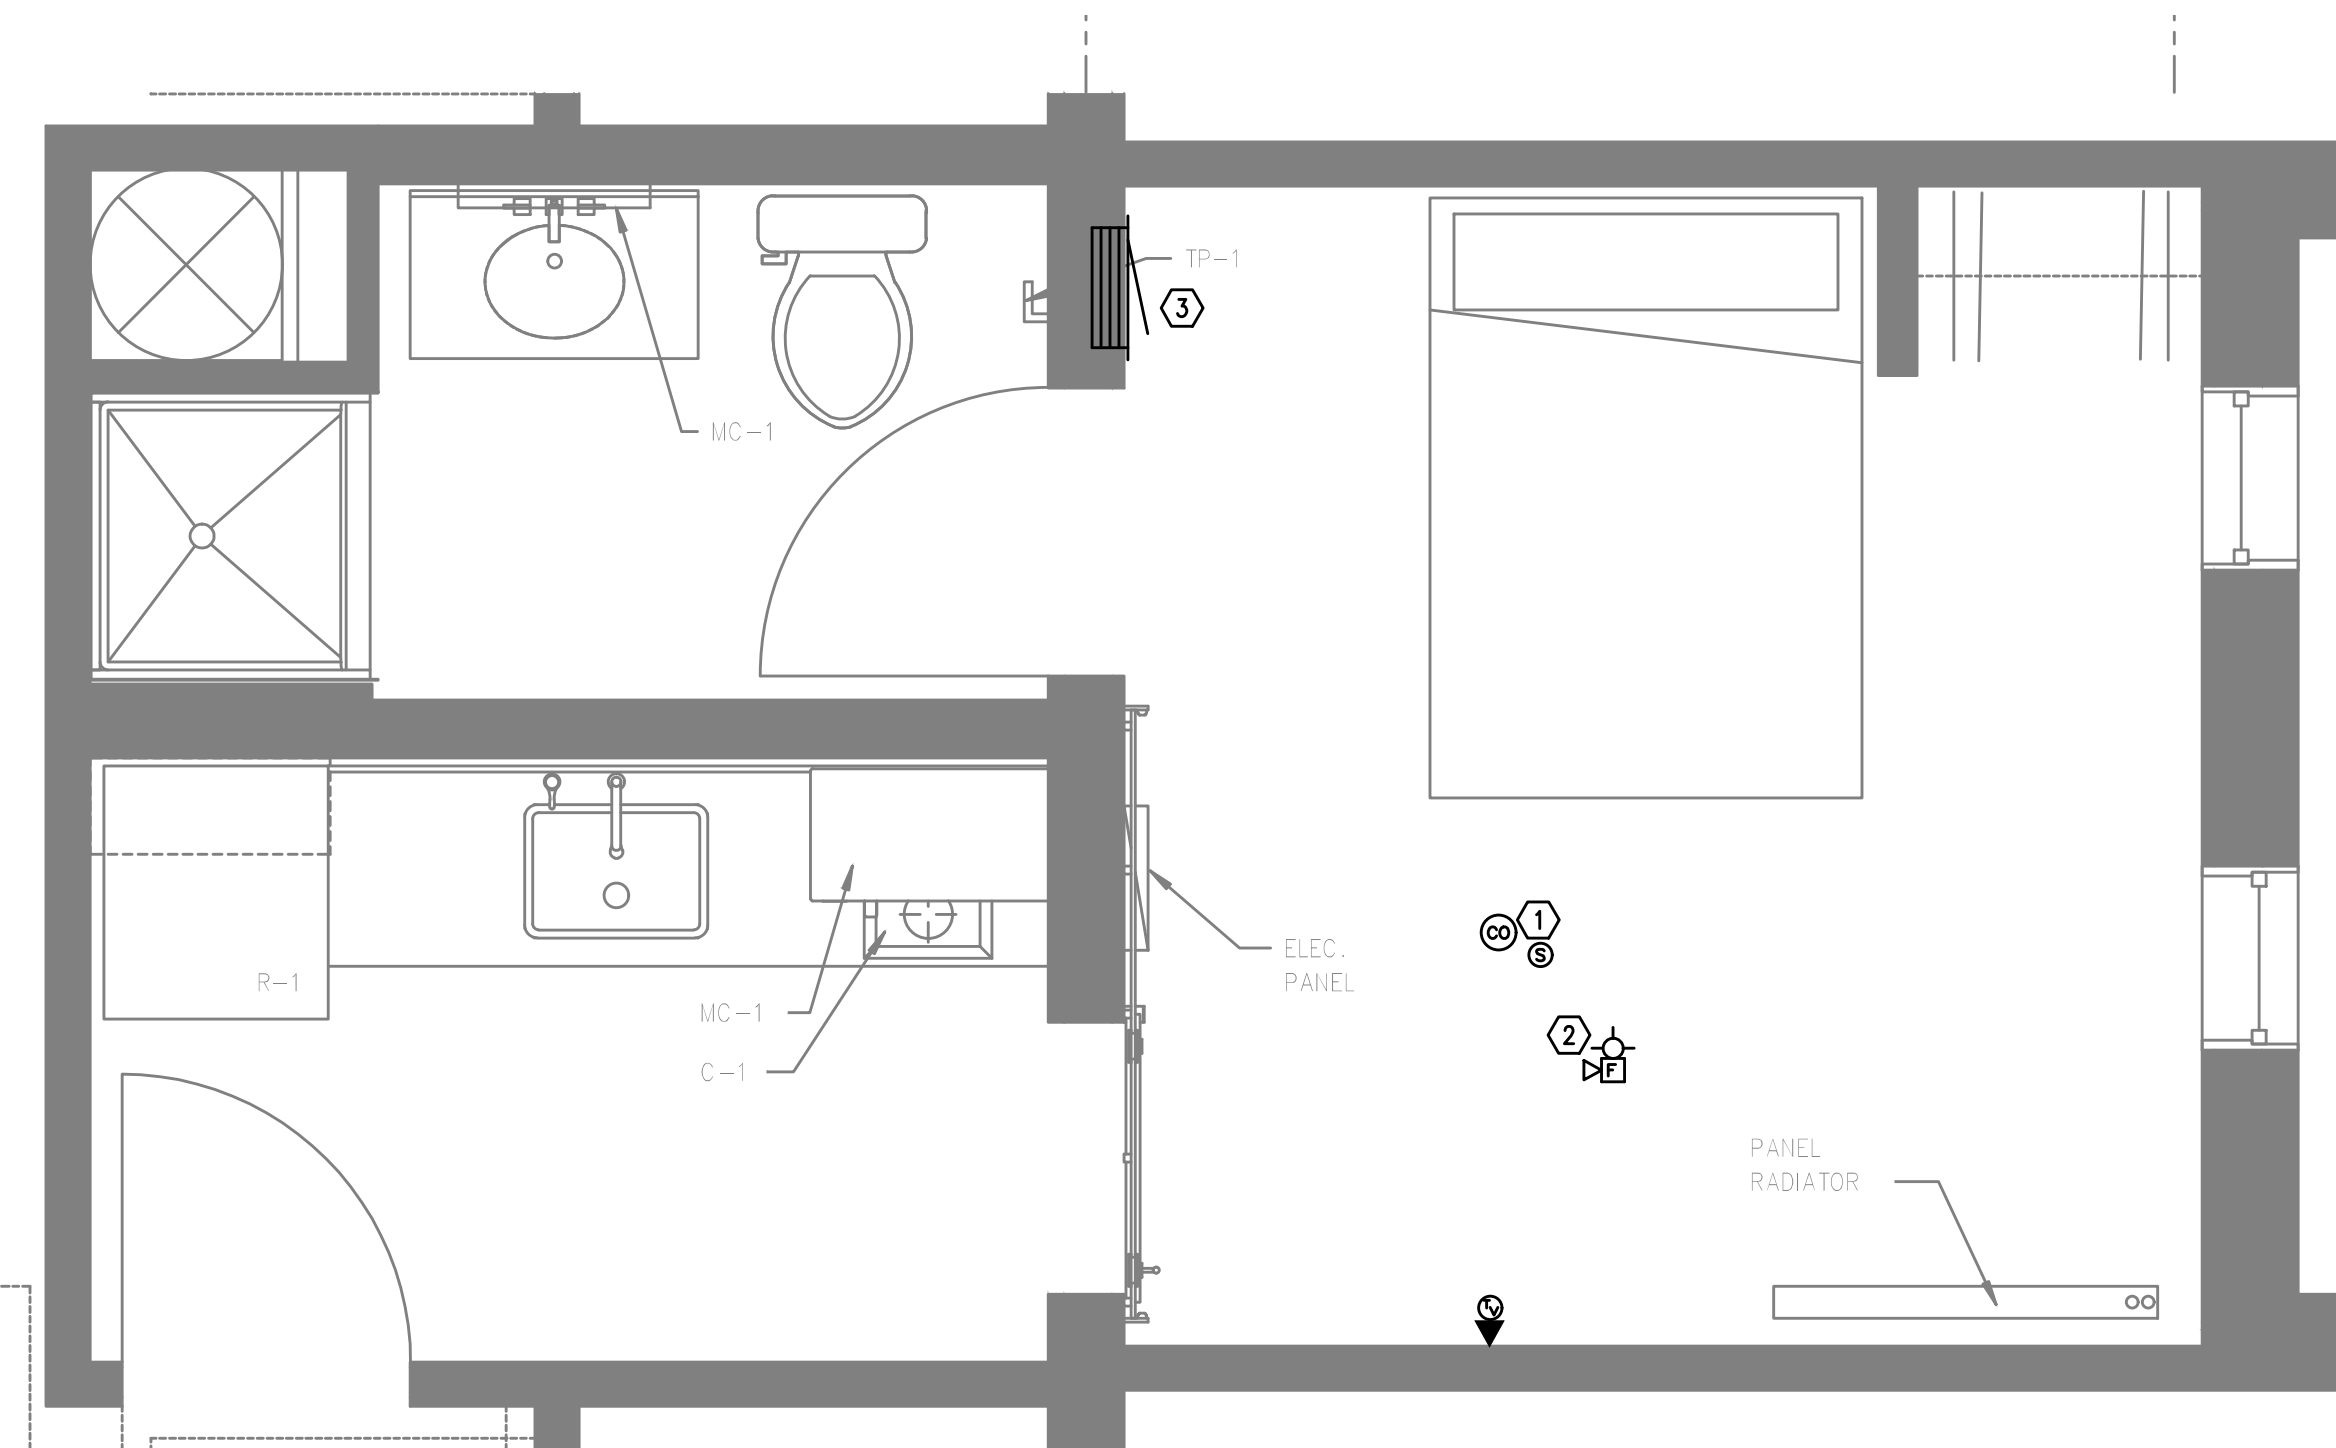 TP-1
3
MC-1
ELEC.
PANEL
CO
1
S
R-1
MC-1
2
F
C-1
PANEL
RADIATOR
TV